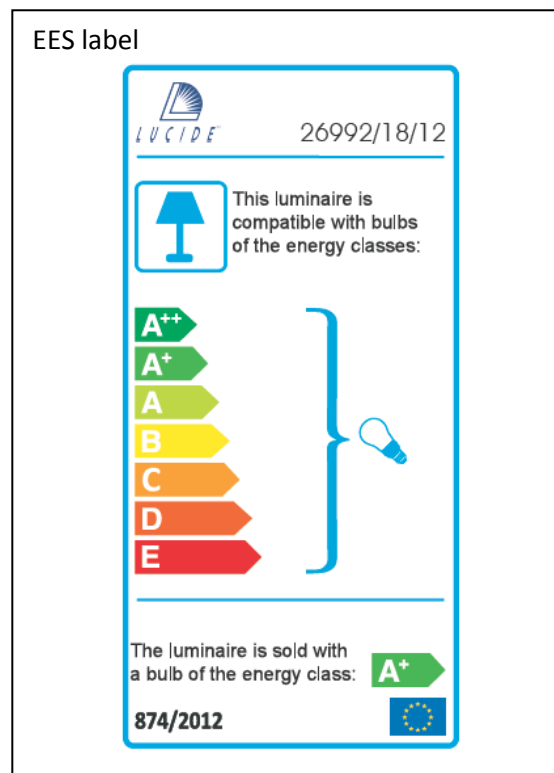 EES label
LUCIDE
26992/18/12
This luminaire is
compatible with bulbs
of the energy classes:
A++
A+
A
B
C
D
E
The luminaire is sold with
a bulb of the energy class:
A+
874/2012